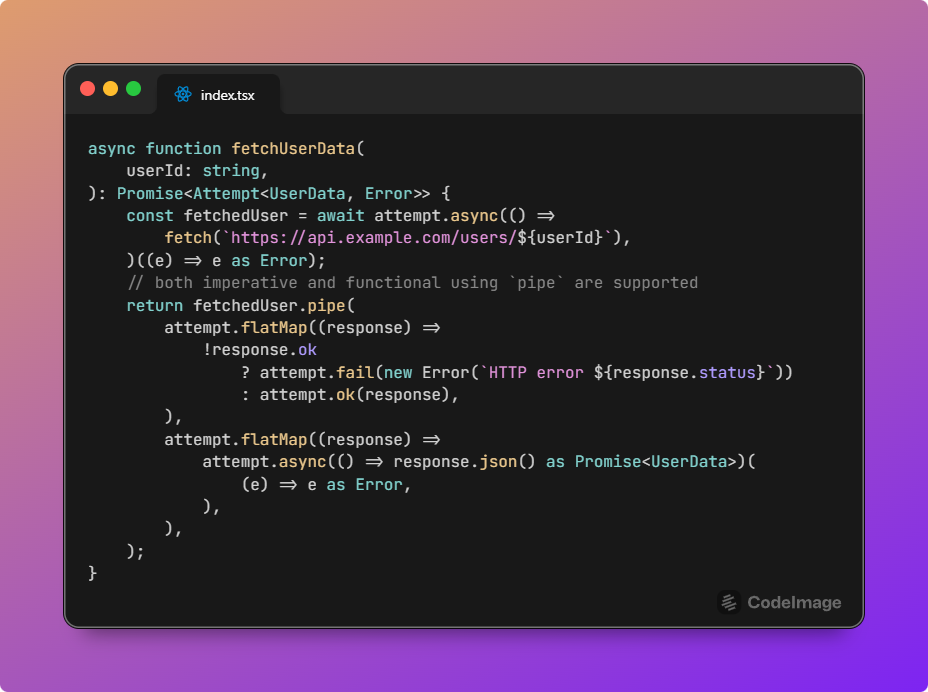 index.tsx
async function fetchUserData(
    userId: string,
): Promise<Attempt<UserData, Error>> {
    const fetchedUser = await attempt.async(() =>
        fetch(`https://api.example.com/users/${userId}`),
    )((e) => e as Error);
    // both imperative and functional using `pipe` are supported
    return fetchedUser.pipe(
        attempt.flatMap((response) =>
            !response.ok
                ? attempt.fail(new Error(`HTTP error ${response.status}`))
                : attempt.ok(response),
        ),
        attempt.flatMap((response) =>
            attempt.async(() => response.json() as Promise<UserData>)(
                (e) => e as Error,
            ),
        ),
    );
}
CodeImage